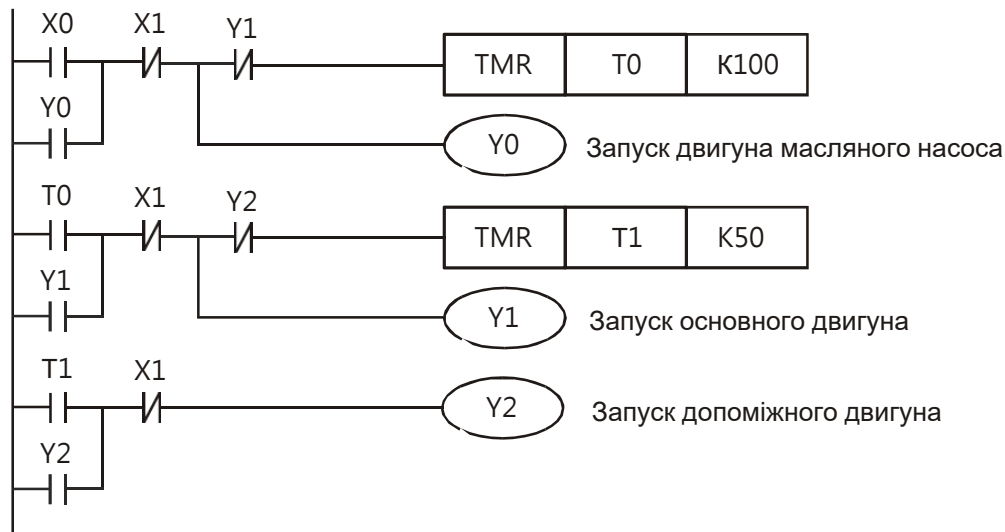 X0 X1 Y1
TMR T0 K100
Y0
Y0 Запуск двигуна масляного насоса
T0 X1 Y2
TMR T1 K50
Y1
Y1 Запуск основного двигуна
T1 X1
Y2 Запуск допоміжного двигуна
Y2